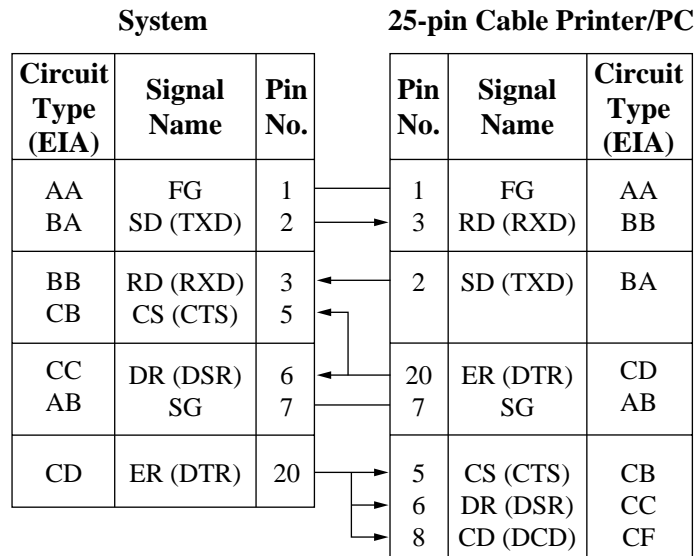 System 25-pin Cable Printer/PC
Circuit Type (EIA) Signal Name Pin No. Pin No. Signal Name Circuit Type (EIA)
AA FG 1 1 FG AA
BA SD (TXD) 2 3 RD (RXD) BB
BB RD (RXD) 3 2 SD (TXD) BA
CB CS (CTS) 5
CC DR (DSR) 6 20 ER (DTR) CD
AB SG 7 7 SG AB
CD ER (DTR) 20 5 CS (CTS) CB
6 DR (DSR) CC
8 CD (DCD) CF